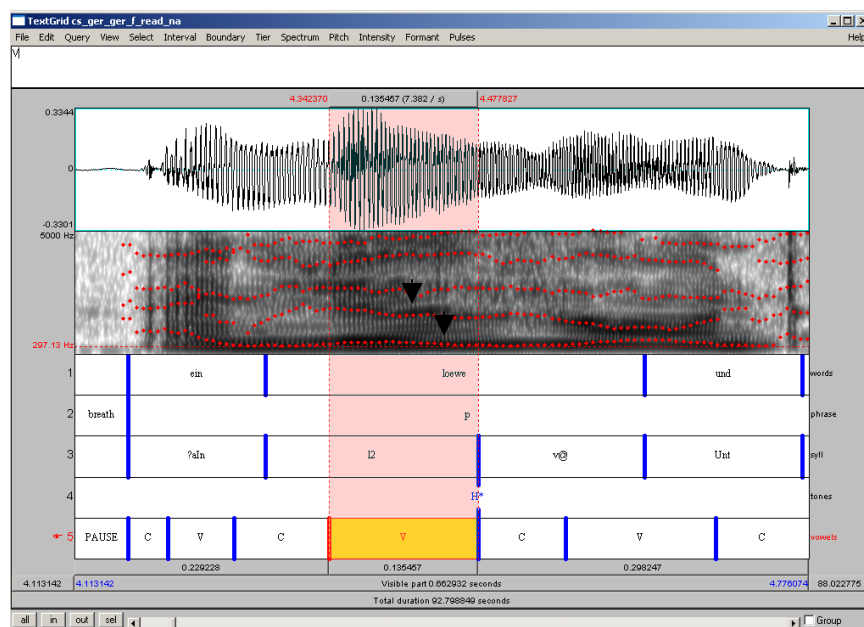 TextGrid cs_ger_ger_f_read_na
File Edit Query View Select Interval Boundary Tier Spectrum Pitch Intensity Formant Pulses Help
V
4.342370 0.135457 (7.382 / s) 4.477827
0.3344
0
-0.3301
5000 Hz
297.13 Hz
1 ein loewe und words
2 breath p phrase
3 ?aIn l2 v@ Unt syll
4 H* tones
5 PAUSE C V C V C V C vowels
0.229228 0.135457 0.298247
4.113142 4.113142 Visible part 0.662932 seconds 4.776074 88.022775
Total duration 92.798849 seconds
all in out sel Group